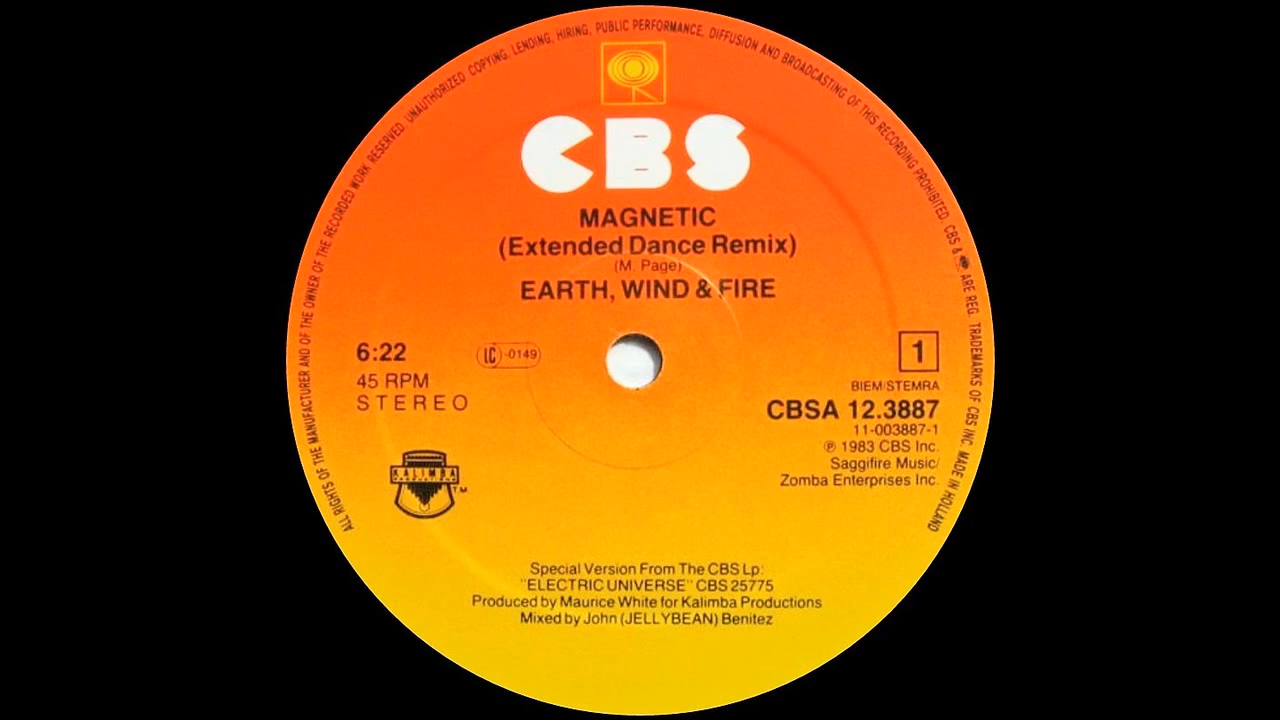 ALL RIGHTS OF THE MANUFACTURER AND OF THE OWNER OF THE RECORDED WORK RESERVED. UNAUTHORIZED COPYING, LENDING, HIRING, PUBLIC PERFORMANCE, DIFFUSION AND BROADCASTING OF THIS RECORDING PROHIBITED. CBS & ARE REG. TRADEMARKS OF CBS INC. MADE IN HOLLAND
CBS
MAGNETIC
(Extended Dance Remix)
(M. Page)
EARTH, WIND & FIRE
6:22
LC-0149
1
45 RPM
STEREO
BIEM/STEMRA
CBSA 12.3887
11-003887-1
℗ 1983 CBS Inc.
Saggifire Music/
Zomba Enterprises Inc.
KALIMBA
PRODUCTIONS
TM
Special Version From The CBS Lp:
"ELECTRIC UNIVERSE" CBS 25775
Produced by Maurice White for Kalimba Productions
Mixed by John (JELLYBEAN) Benitez